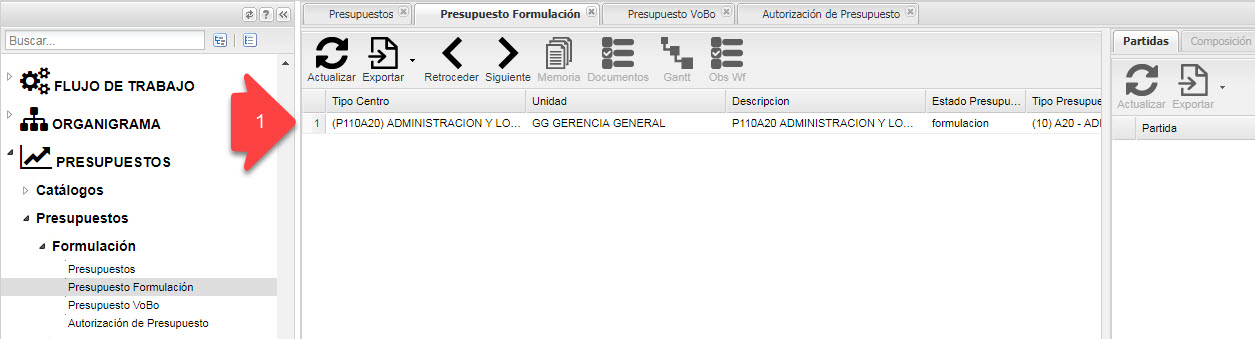 Presupuestos Presupuesto Formulación Presupuesto VoBo Autorización de Presupuesto
Buscar...
FLUJO DE TRABAJO
ORGANIGRAMA
PRESUPUESTOS
Catálogos
Presupuestos
Formulación
Presupuestos
Presupuesto Formulación
Presupuesto VoBo
Autorización de Presupuesto
1
Actualizar Exportar Retroceder Siguiente Memoria Documentos Gantt Obs Wf
Tipo Centro Unidad Descripcion Estado Presupu... Tipo Presupue
1 (P110A20) ADMINISTRACION Y LO... GG GERENCIA GENERAL P110A20 ADMINISTRACION Y LO... formulacion (10) A20 - ADI
Partidas Composición
Actualizar Exportar
Partida